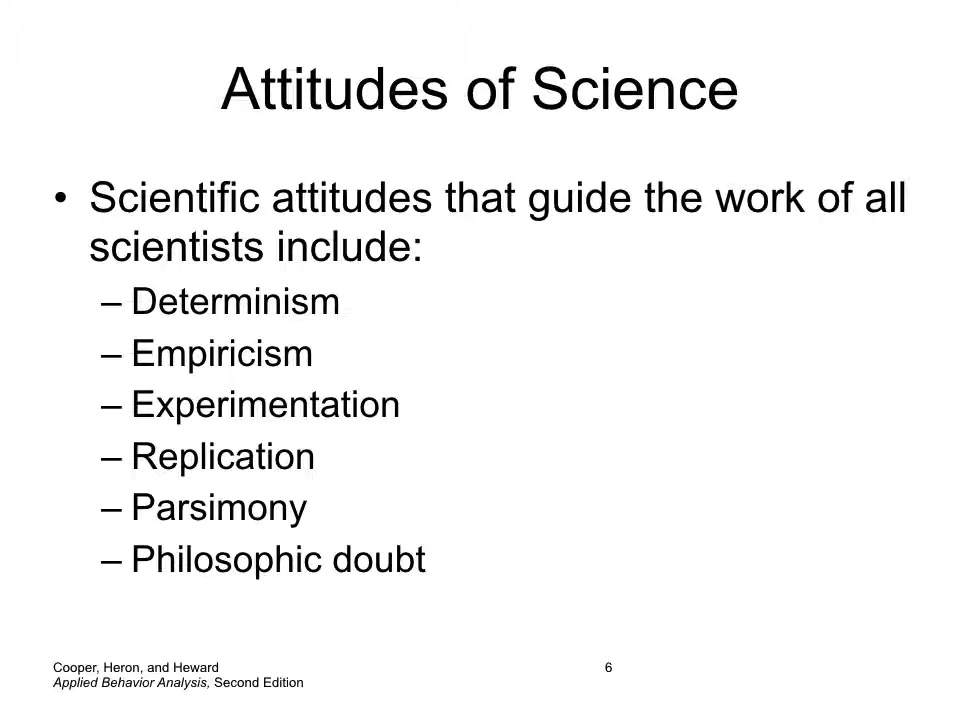 Attitudes of Science
• Scientific attitudes that guide the work of all
scientists include:
– Determinism
– Empiricism
– Experimentation
– Replication
– Parsimony
– Philosophic doubt
Cooper, Heron, and Heward
Applied Behavior Analysis, Second Edition
6